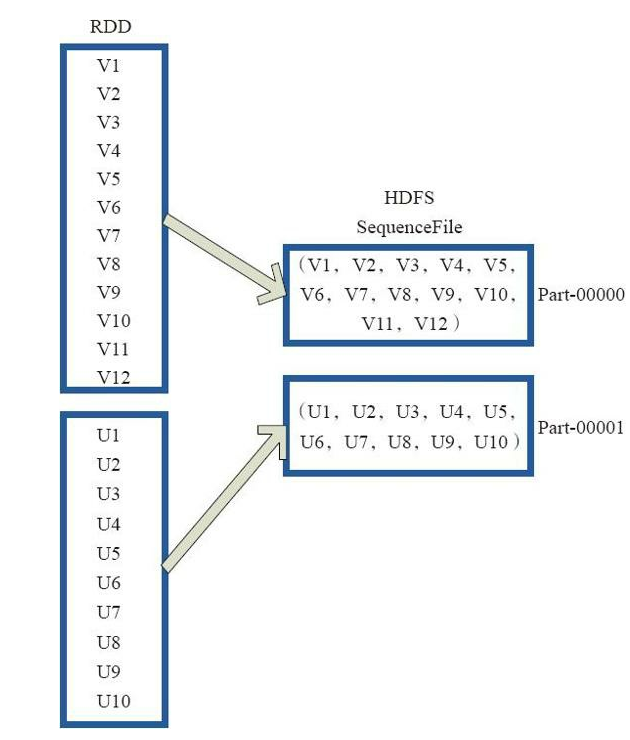 RDD
V1
V2
V3
V4
V5
V6
V7
V8
V9
V10
V11
V12
U1
U2
U3
U4
U5
U6
U7
U8
U9
U10
HDFS
SequenceFile
（V1，V2，V3，V4，V5，
V6，V7，V8，V9，V10，
V11，V12）
Part-00000
（U1，U2，U3，U4，U5，
U6，U7，U8，U9，U10）
Part-00001